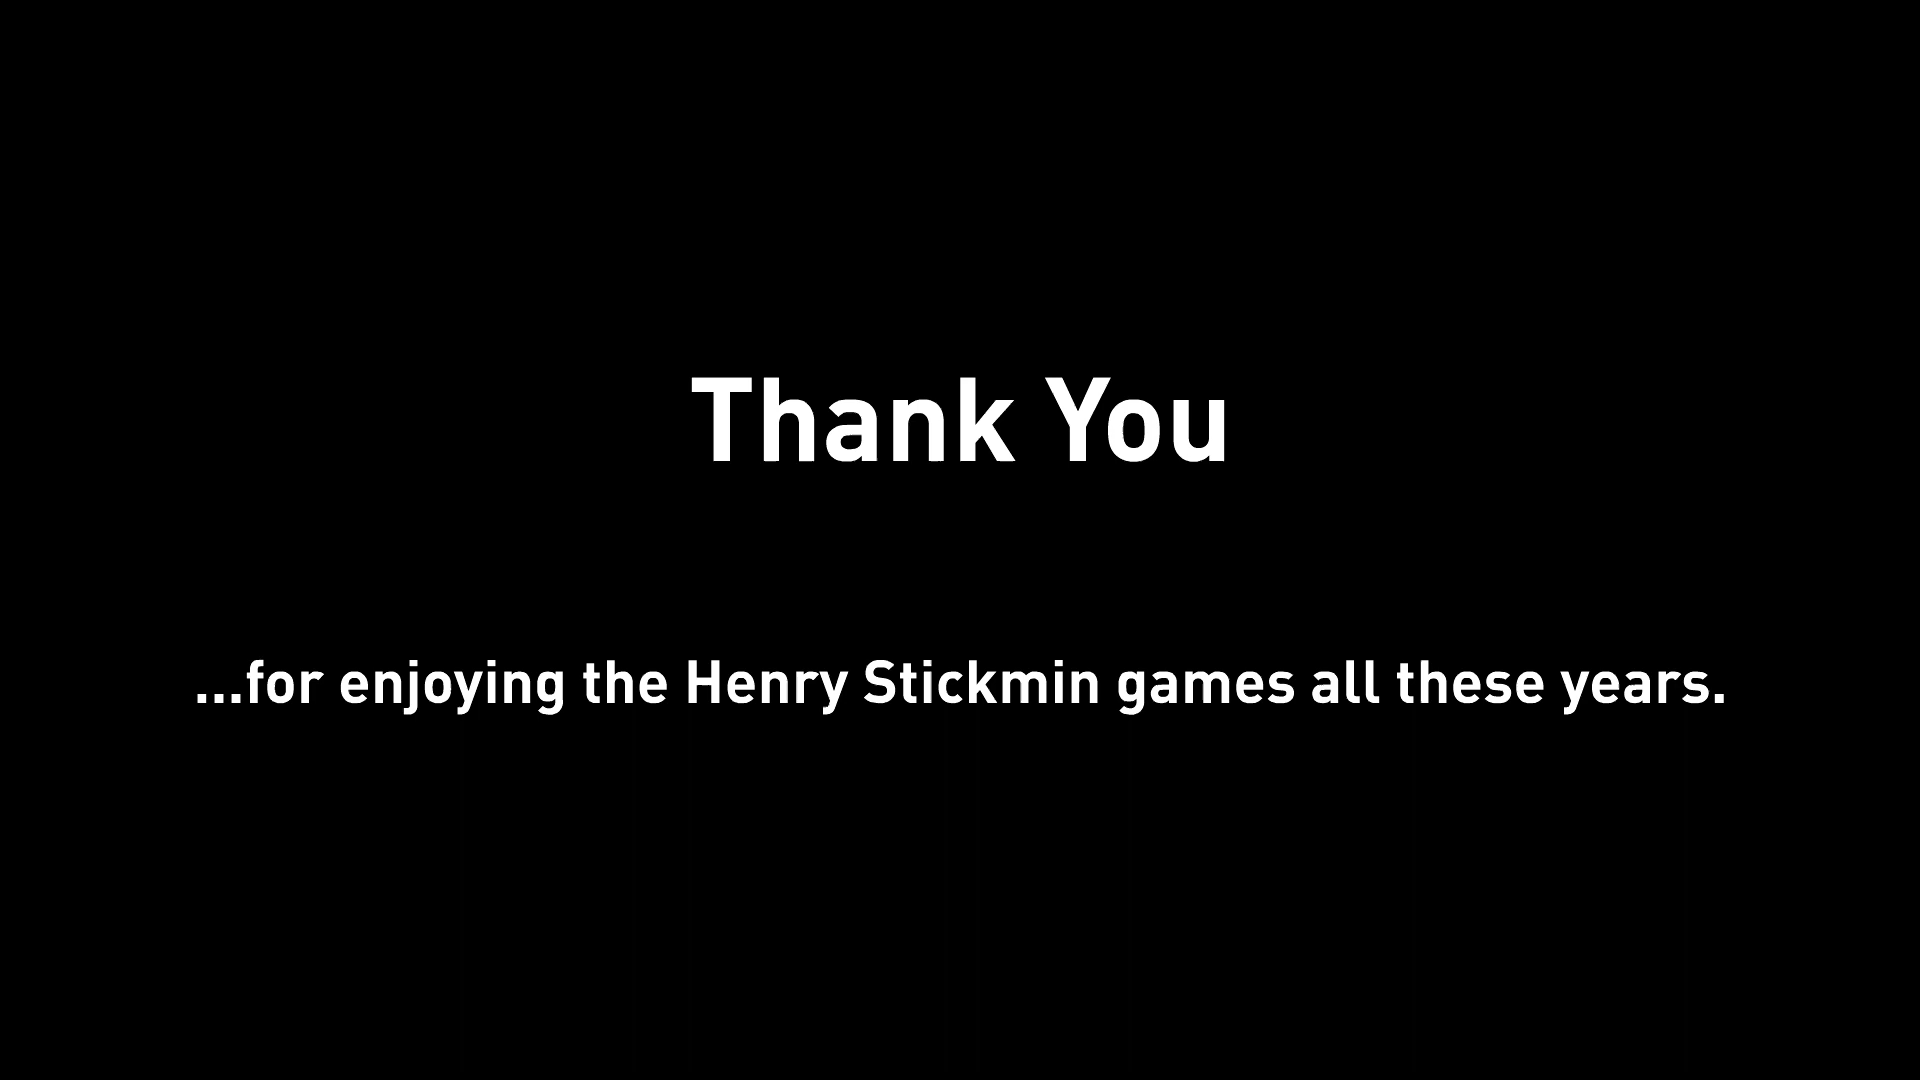 Thank You
...for enjoying the Henry Stickmin games all these years.